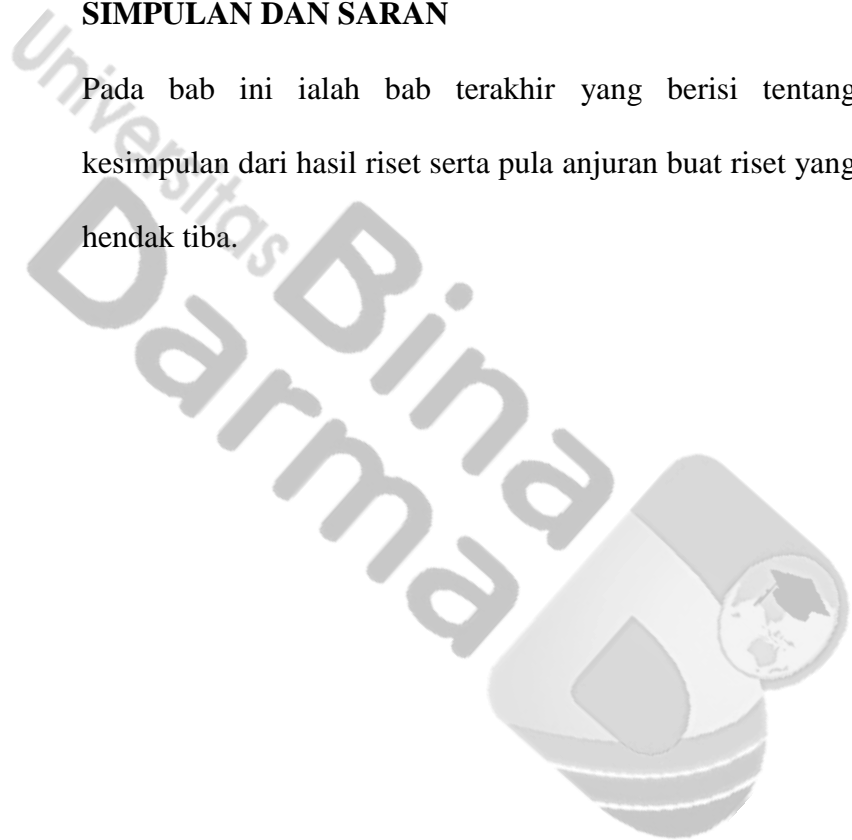 SIMPULAN DAN SARAN
Pada bab ini ialah bab terakhir yang berisi tentang
kesimpulan dari hasil riset serta pula anjuran buat riset yang
hendak tiba.
Universitas
Bina
Darma